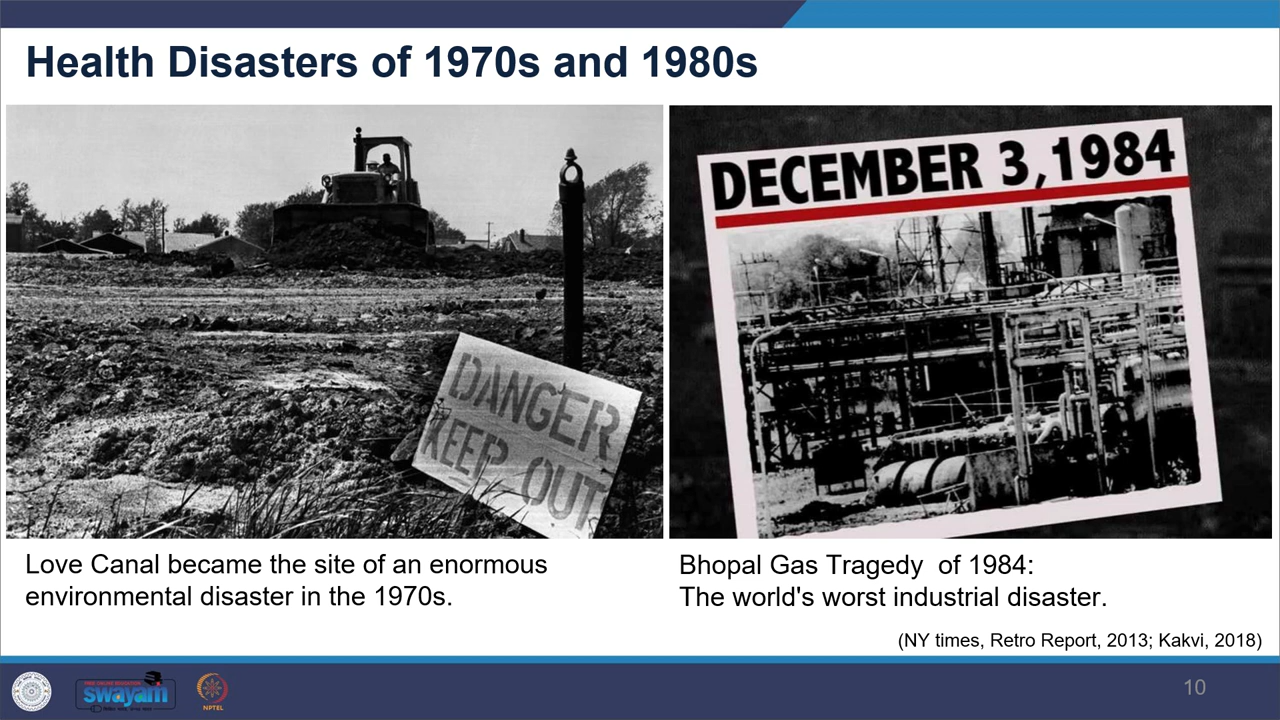 Health Disasters of 1970s and 1980s
DANGER
KEEP OUT
DECEMBER 3,1984
Love Canal became the site of an enormous
environmental disaster in the 1970s.
Bhopal Gas Tragedy of 1984:
The world's worst industrial disaster.
(NY times, Retro Report, 2013; Kakvi, 2018)
swayam
NPTEL
10